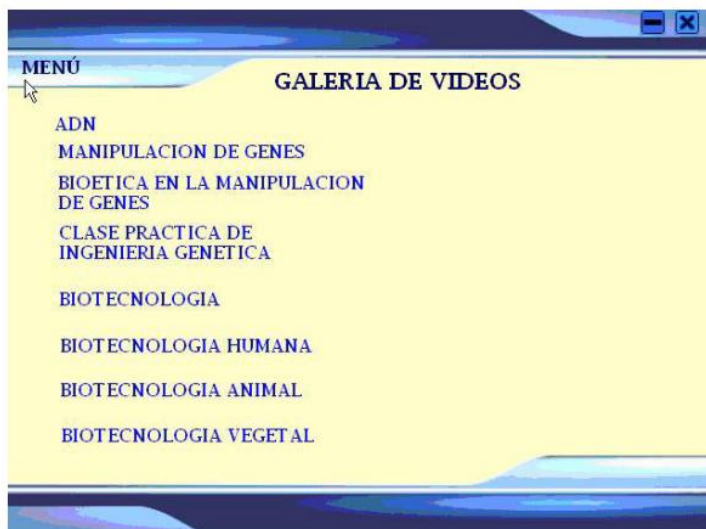 MENÚ
GALERIA DE VIDEOS
ADN
MANIPULACION DE GENES
BIOETICA EN LA MANIPULACION
DE GENES
CLASE PRACTICA DE
INGENIERIA GENETICA
BIOTECNOLOGIA
BIOTECNOLOGIA HUMANA
BIOTECNOLOGIA ANIMAL
BIOTECNOLOGIA VEGETAL